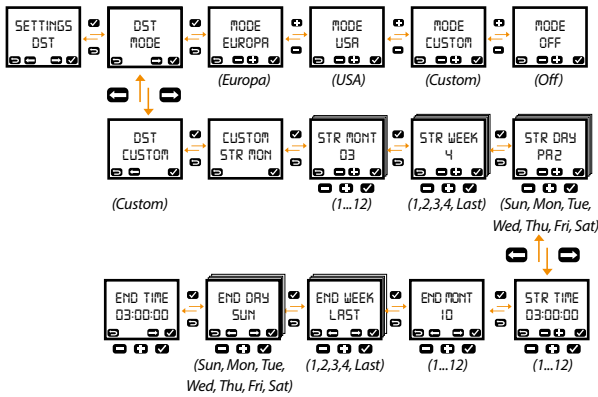 SETTINGS
DST
DST
MODE
MODE
EUROPA
MODE
USA
MODE
CUSTOM
MODE
OFF
(Europa)
(USA)
(Custom)
(Off)
DST
CUSTOM
CUSTOM
STR MON
STR MONT
03
STR WEEK
4
STR DAY
PA2
(Custom)
(1...12)
(1,2,3,4, Last)
(Sun, Mon, Tue,
Wed, Thu, Fri, Sat)
END TIME
03:00:00
END DAY
SUN
END WEEK
LAST
END MONT
10
STR TIME
03:00:00
(Sun, Mon, Tue,
Wed, Thu, Fri, Sat)
(1,2,3,4, Last)
(1...12)
(1...12)